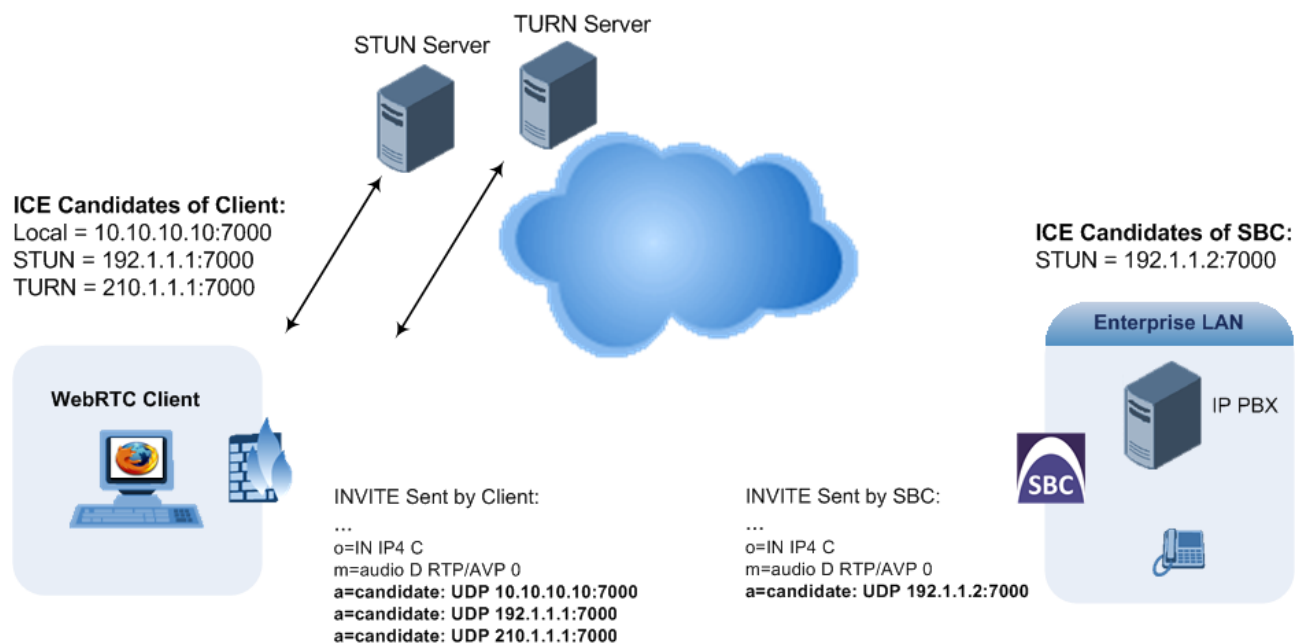 TURN Server
STUN Server
ICE Candidates of Client:
Local = 10.10.10.10:7000
STUN = 192.1.1.1:7000
TURN = 210.1.1.1:7000
ICE Candidates of SBC:
STUN = 192.1.1.2:7000
Enterprise LAN
WebRTC Client
IP PBX
SBC
INVITE Sent by Client:
...
o=IN IP4 C
m=audio D RTP/AVP 0
a=candidate: UDP 10.10.10.10:7000
a=candidate: UDP 192.1.1.1:7000
a=candidate: UDP 210.1.1.1:7000
INVITE Sent by SBC:
...
o=IN IP4 C
m=audio D RTP/AVP 0
a=candidate: UDP 192.1.1.2:7000